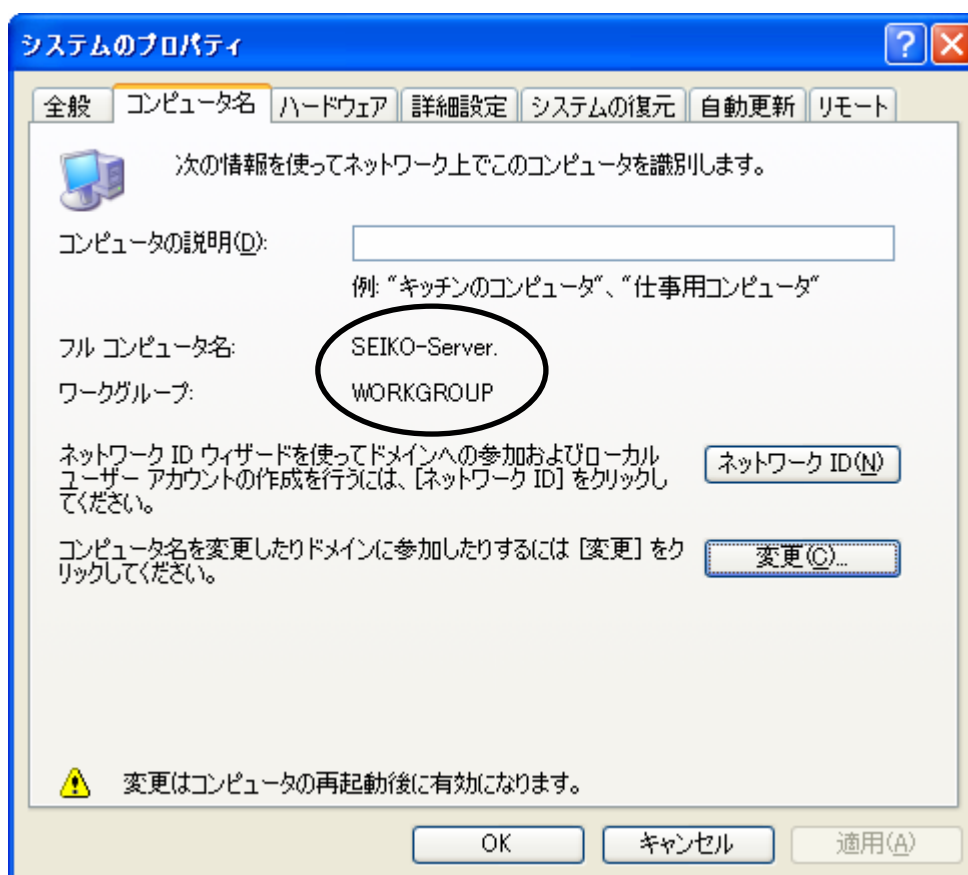 システムのプロパティ
全般 コンピュータ名 ハードウェア 詳細設定 システムの復元 自動更新 リモート
次の情報を使ってネットワーク上でこのコンピュータを識別します。
コンピュータの説明(D):
例: "キッチンのコンピュータ"、"仕事用コンピュータ"
フル コンピュータ名: SEIKO-Server.
ワークグループ: WORKGROUP
ネットワーク ID ウィザードを使ってドメインへの参加およびローカル
ユーザー アカウントの作成を行うには、[ネットワーク ID] をクリックし
てください。
ネットワーク ID(N)
コンピュータ名を変更したりドメインに参加したりするには [変更] をク
リックしてください。
変更(C)...
変更はコンピュータの再起動後に有効になります。
OK キャンセル 適用(A)